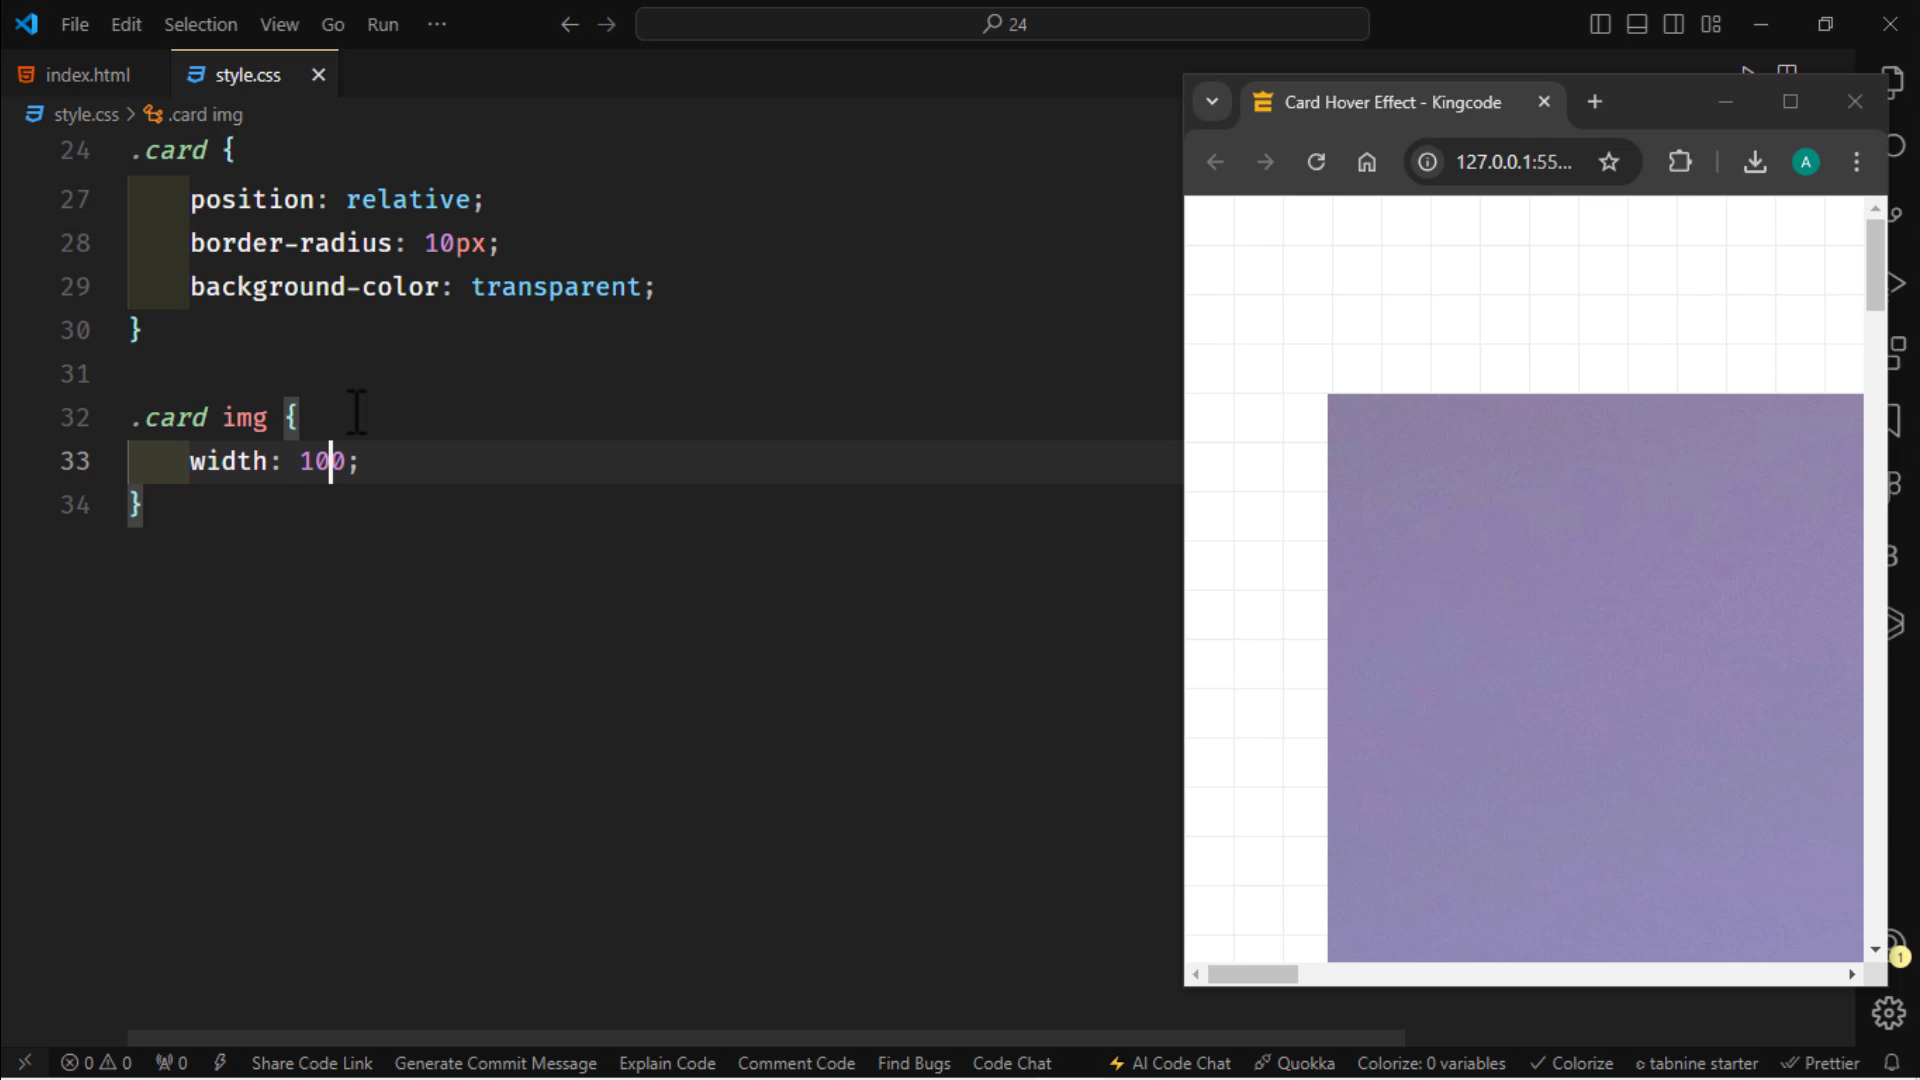 File Edit Selection View Go Run ... 24
index.html style.css
style.css > .card img
24 .card {
27 position: relative;
28 border-radius: 10px;
29 background-color: transparent;
30 }
31
32 .card img {
33 width: 100;
34 }
Card Hover Effect - Kingcode
127.0.0.1:55... A
1
0 0 0 Share Code Link Generate Commit Message Explain Code Comment Code Find Bugs Code Chat AI Code Chat Quokka Colorize: 0 variables Colorize tabnine starter Prettier